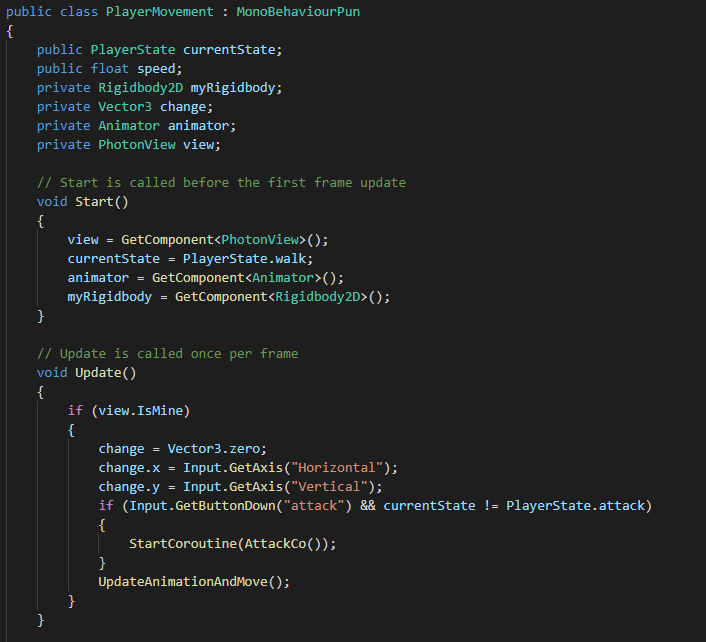 public class PlayerMovement : MonoBehaviourPun
{
    public PlayerState currentState;
    public float speed;
    private Rigidbody2D myRigidbody;
    private Vector3 change;
    private Animator animator;
    private PhotonView view;

    // Start is called before the first frame update
    void Start()
    {
        view = GetComponent<PhotonView>();
        currentState = PlayerState.walk;
        animator = GetComponent<Animator>();
        myRigidbody = GetComponent<Rigidbody2D>();
    }

    // Update is called once per frame
    void Update()
    {
        if (view.IsMine)
        {
            change = Vector3.zero;
            change.x = Input.GetAxis("Horizontal");
            change.y = Input.GetAxis("Vertical");
            if (Input.GetButtonDown("attack") && currentState != PlayerState.attack)
            {
                StartCoroutine(AttackCo());
            }
            UpdateAnimationAndMove();
        }
    }